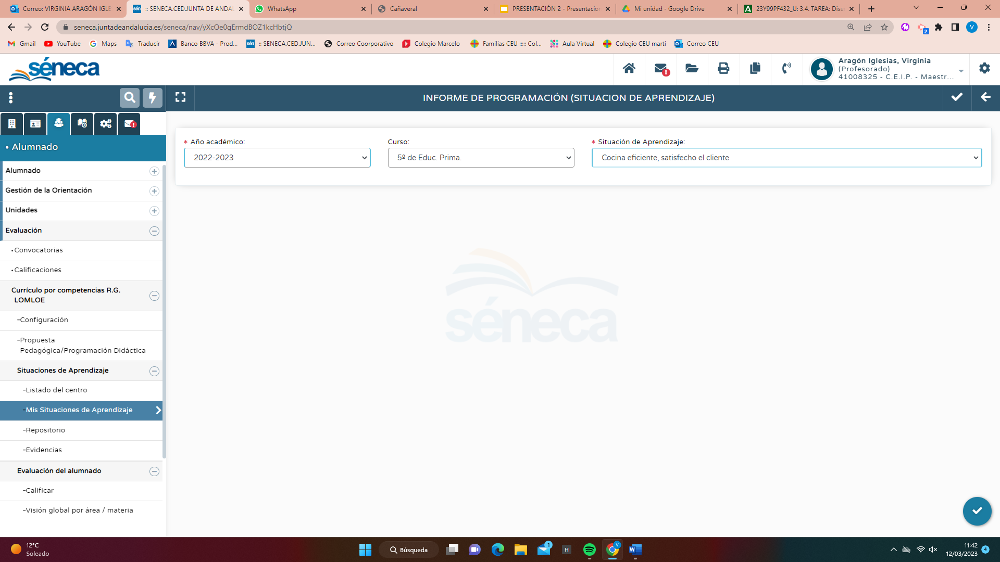 Correo: VIRGINIA ARAGÓN IGLE
:: SENECA.CED.JUNTA DE ANDAL
WhatsApp
Cañaveral
PRESENTACIÓN 2 - Presentacion
Mi unidad - Google Drive
23Y99PF432_U: 3.4. TAREA: Dise
seneca.juntadeandalucia.es/seneca/nav/yXcOe0gErmdBOZ1kcHbtjQ
2
V
Gmail
YouTube
Maps
Traducir
Banco BBVA - Prod...
:: SENECA.CED.JUN...
Correo Coorporativo
Colegio Marcelo
Familias CEU ::::: Col...
Aula Virtual
Colegio CEU marti
Correo CEU
séneca
Aragón Iglesias, Virginia
(Profesorado)
41008325 - C.E.I.P. - Maestr...
INFORME DE PROGRAMACIÓN (SITUACION DE APRENDIZAJE)
• Alumnado
Alumnado
Gestión de la Orientación
Unidades
Evaluación
• Convocatorias
• Calificaciones
Currículo por competencias R.G.
LOMLOE
-Configuración
-Propuesta
Pedagógica/Programación Didáctica
Situaciones de Aprendizaje
-Listado del centro
-Mis Situaciones de Aprendizaje
-Repositorio
-Evidencias
Evaluación del alumnado
-Calificar
-Visión global por área / materia
* Año académico:
2022-2023
Curso:
5º de Educ. Prima.
* Situación de Aprendizaje:
Cocina eficiente, satisfecho el cliente
séneca
12°C
Soleado
Búsqueda
1
H
V
W
11:42
12/03/2023
4